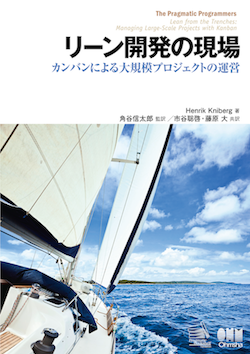 The Pragmatic Programmers
Lean from the Trenches:
Managing Large-Scale Projects with Kanban
リーン開発の現場
カンバンによる大規模プロジェクトの運営
Henrik Kniberg 著
角谷信太郎 監訳／市谷聡啓・藤原 大 共訳
OHM
Ohmsha